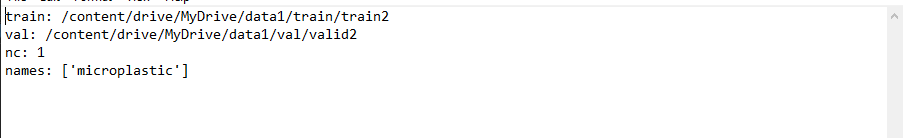 train: /content/drive/MyDrive/data1/train/train2
val: /content/drive/MyDrive/data1/val/valid2
nc: 1
names: ['microplastic']